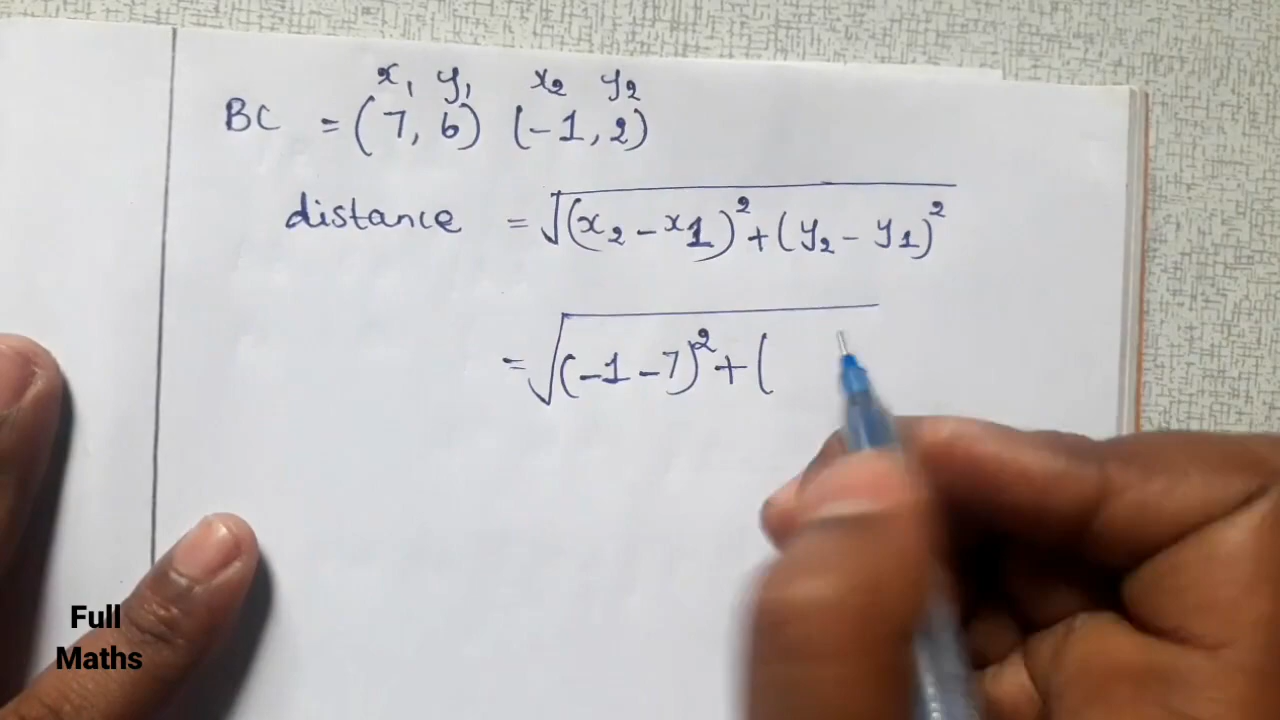 x₁ y₁ x₂ y₂
BC = (7, 6) (-1, 2)
distance = √(x₂ - x1)² + (y₂ - y1)²
= √(-1 - 7)² + (
Full
Maths